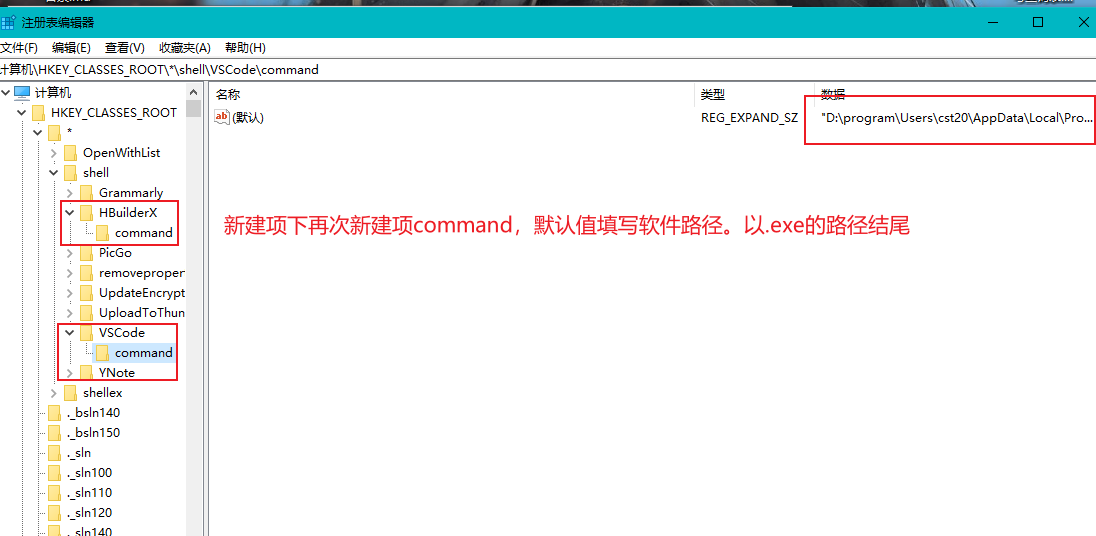 注册表编辑器
文件(F) 编辑(E) 查看(V) 收藏夹(A) 帮助(H)
计算机\HKEY_CLASSES_ROOT\*\shell\VSCode\command
计算机
HKEY_CLASSES_ROOT
*
OpenWithList
shell
Grammarly
HBuilderX
command
PicGo
removeproper
UpdateEncrypt
UploadToThun
VSCode
command
YNote
shellex
._bsln140
._bsln150
._sln
._sln100
._sln110
._sln120
._sln140
名称 类型 数据
ab (默认) REG_EXPAND_SZ "D:\program\Users\cst20\AppData\Local\Pro...
新建项下再次新建项command，默认值填写软件路径。以.exe的路径结尾